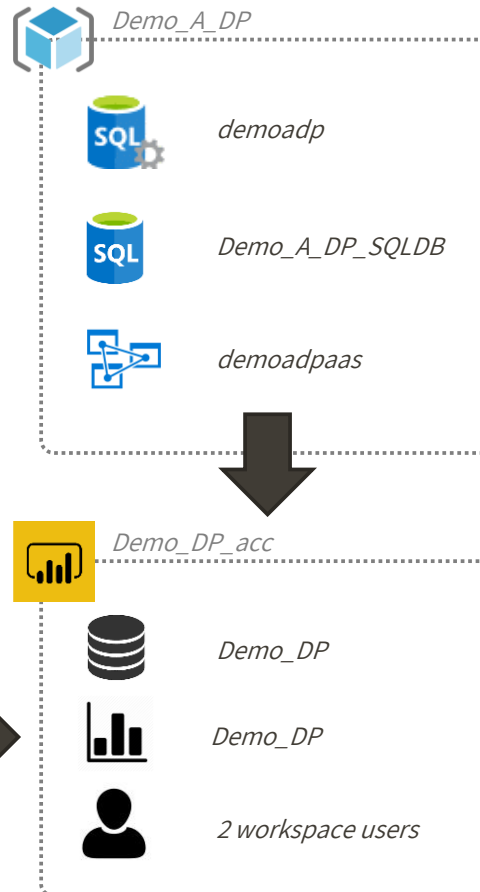 Demo_A_DP
SQL
demoadp
SQL
Demo_A_DP_SQLDB
demoadpaas
Demo_DP_acc
Demo_DP
Demo_DP
2 workspace users